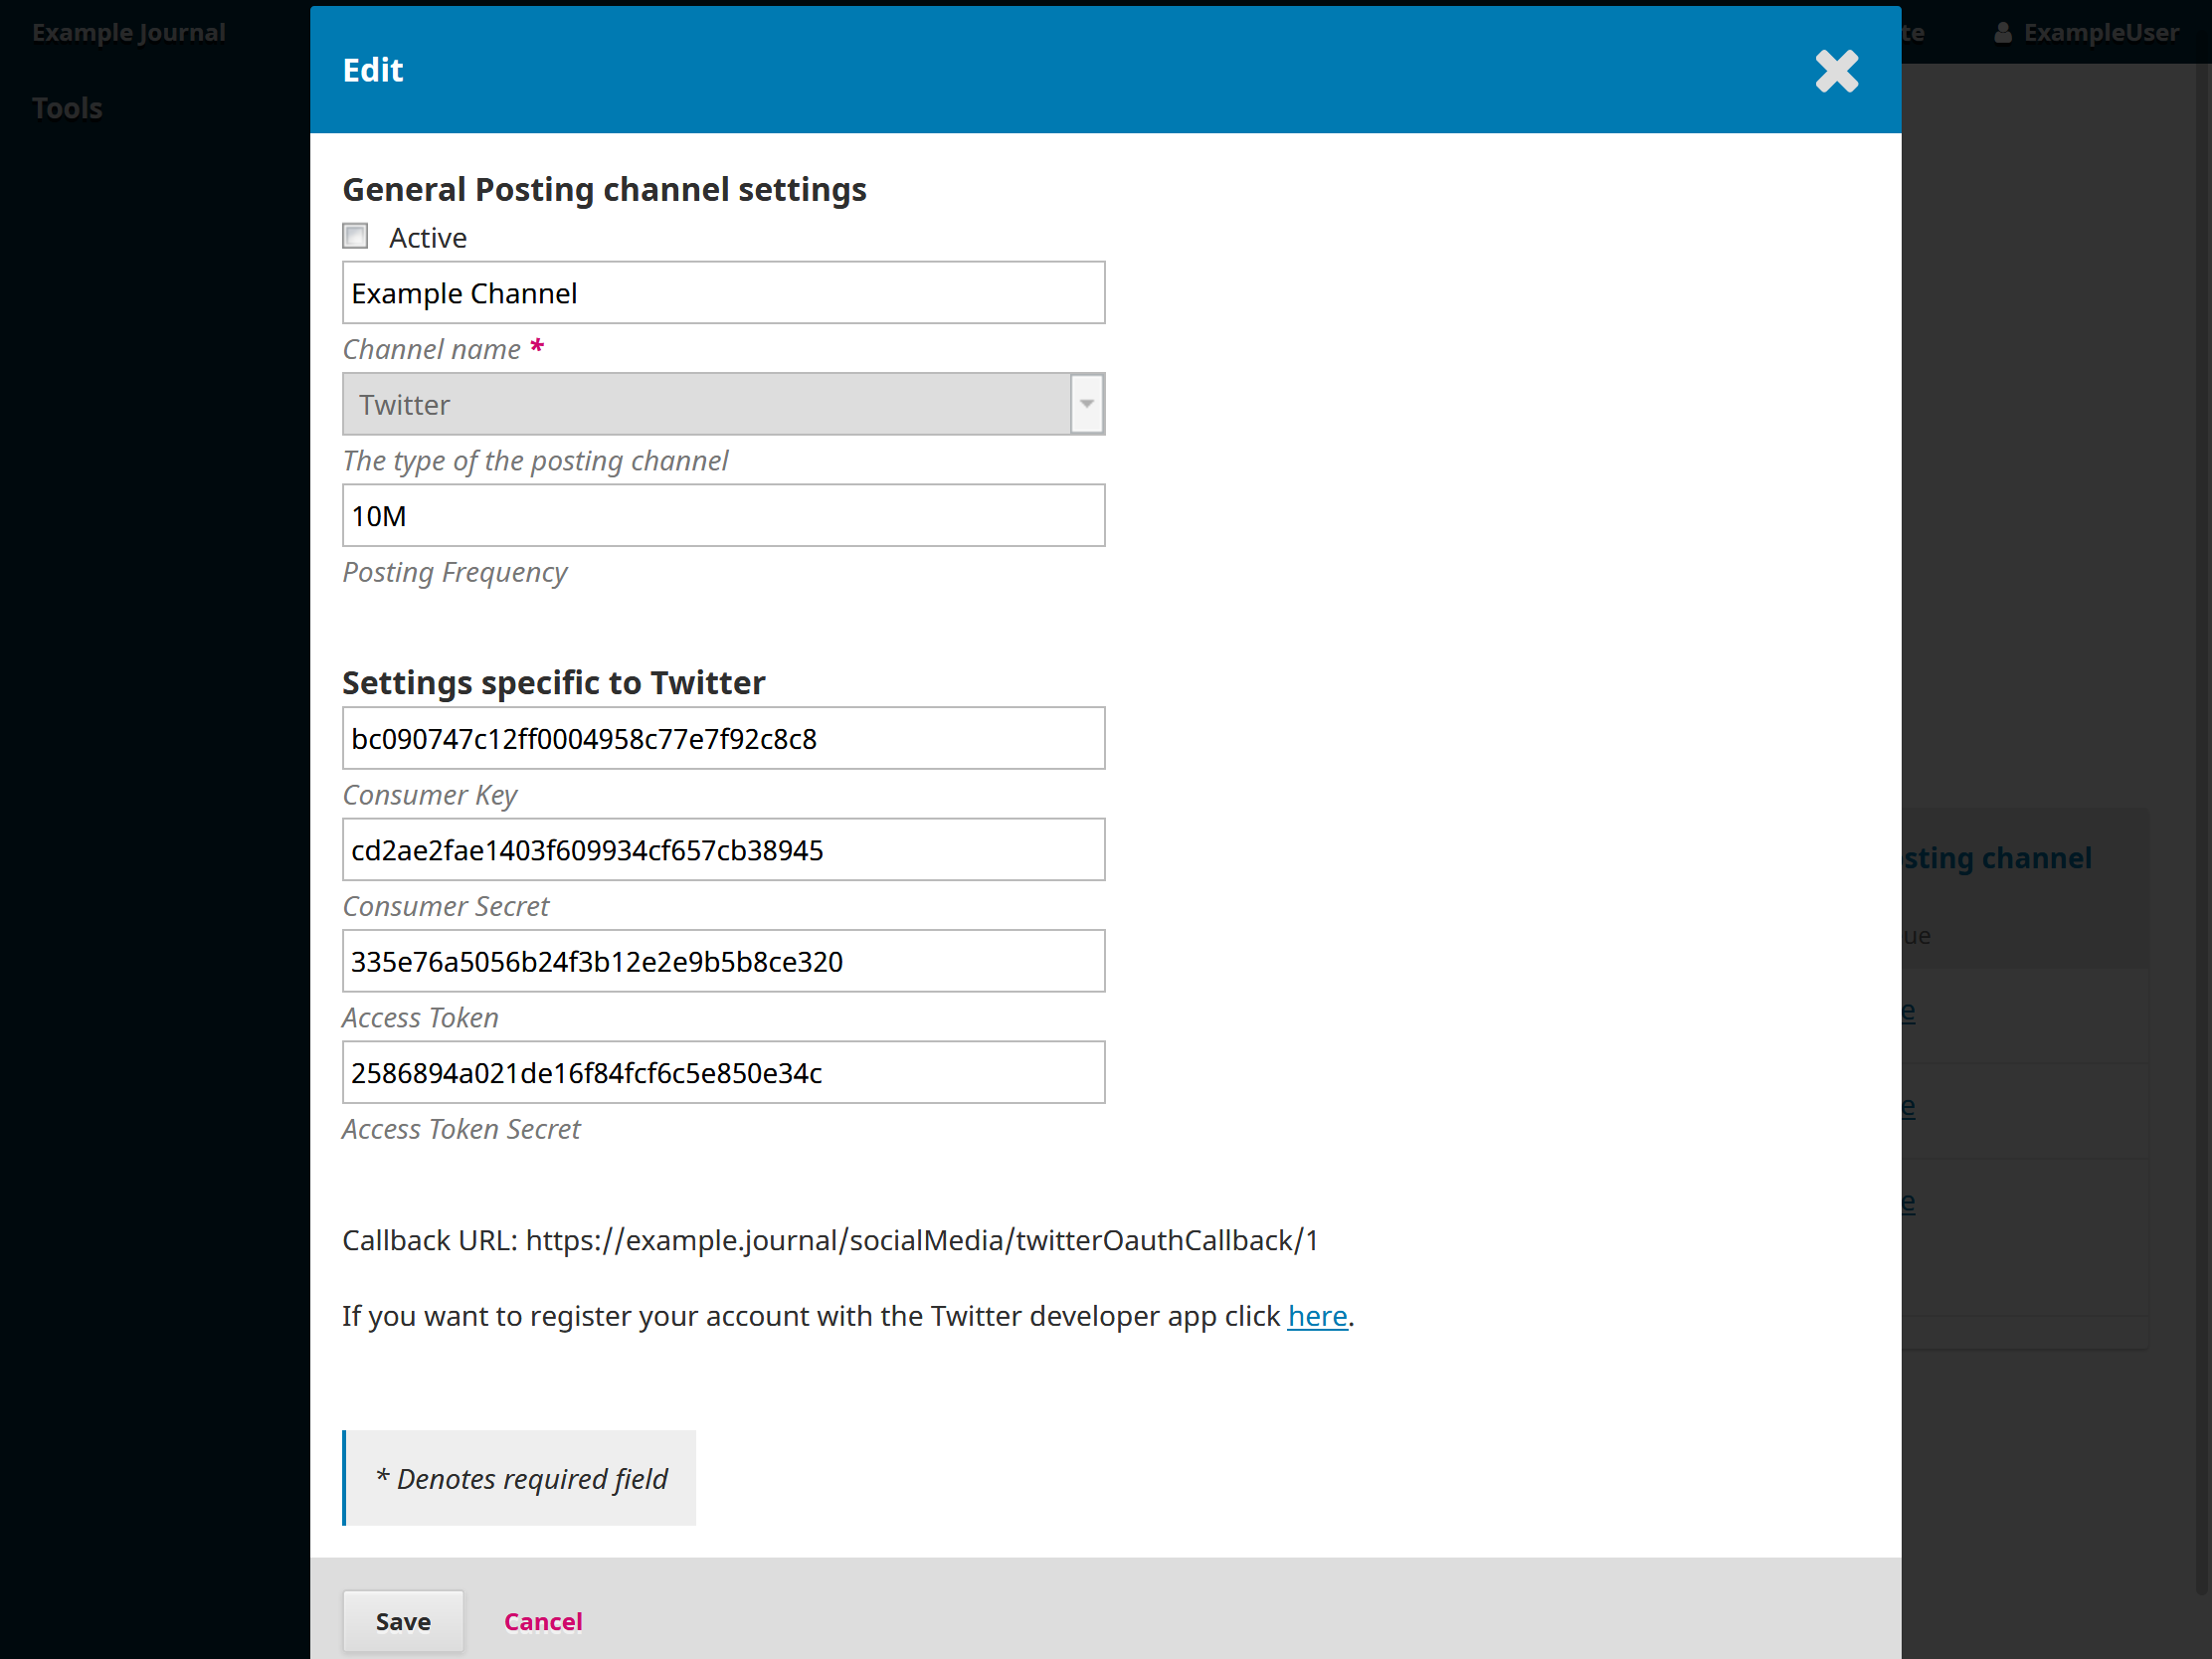 Example Journal
te
ExampleUser
Tools
Edit
General Posting channel settings
Active
Example Channel
Channel name *
Twitter
The type of the posting channel
10M
Posting Frequency
Settings specific to Twitter
bc090747c12ff0004958c77e7f92c8c8
Consumer Key
cd2ae2fae1403f609934cf657cb38945
Consumer Secret
335e76a5056b24f3b12e2e9b5b8ce320
Access Token
2586894a021de16f84fcf6c5e850e34c
Access Token Secret
Callback URL: https://example.journal/socialMedia/twitterOauthCallback/1
If you want to register your account with the Twitter developer app click here.
* Denotes required field
Save
Cancel
sting channel
ue
e
e
e